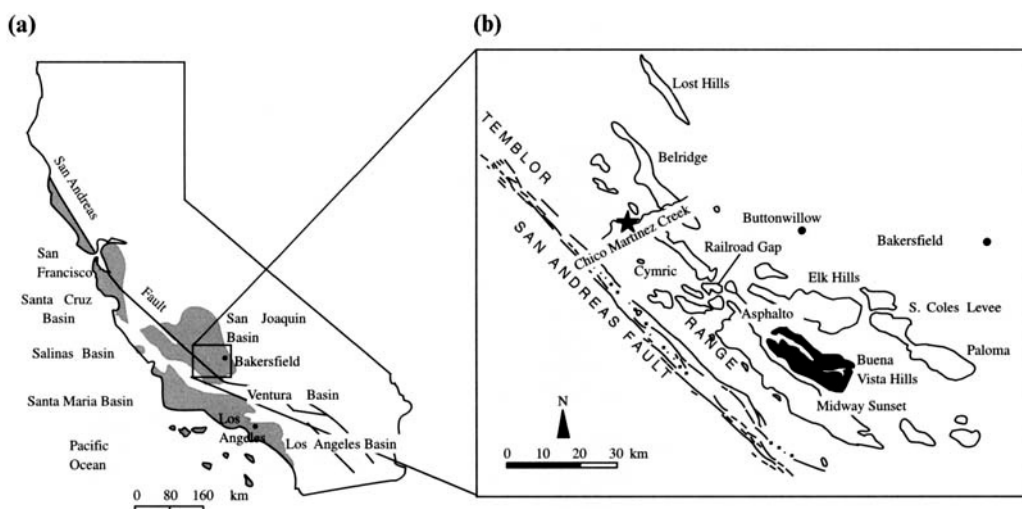 (a)
San Andreas
Fault
San
Francisco
Santa Cruz
Basin
Salinas Basin
Santa Maria Basin
Pacific
Ocean
San Joaquin
Basin
Bakersfield
Ventura Basin
Los
Angeles
Los Angeles Basin
0 80 160 km
(b)
Lost Hills
TEMBLOR
Belridge
SAN ANDREAS FAULT
Chico Martinez Creek
Buttonwillow
Bakersfield
Railroad Gap
Cymric
Elk Hills
RANGE
Asphalto
S. Coles Levee
Paloma
Buena
Vista Hills
Midway Sunset
N
0 10 20 30 km